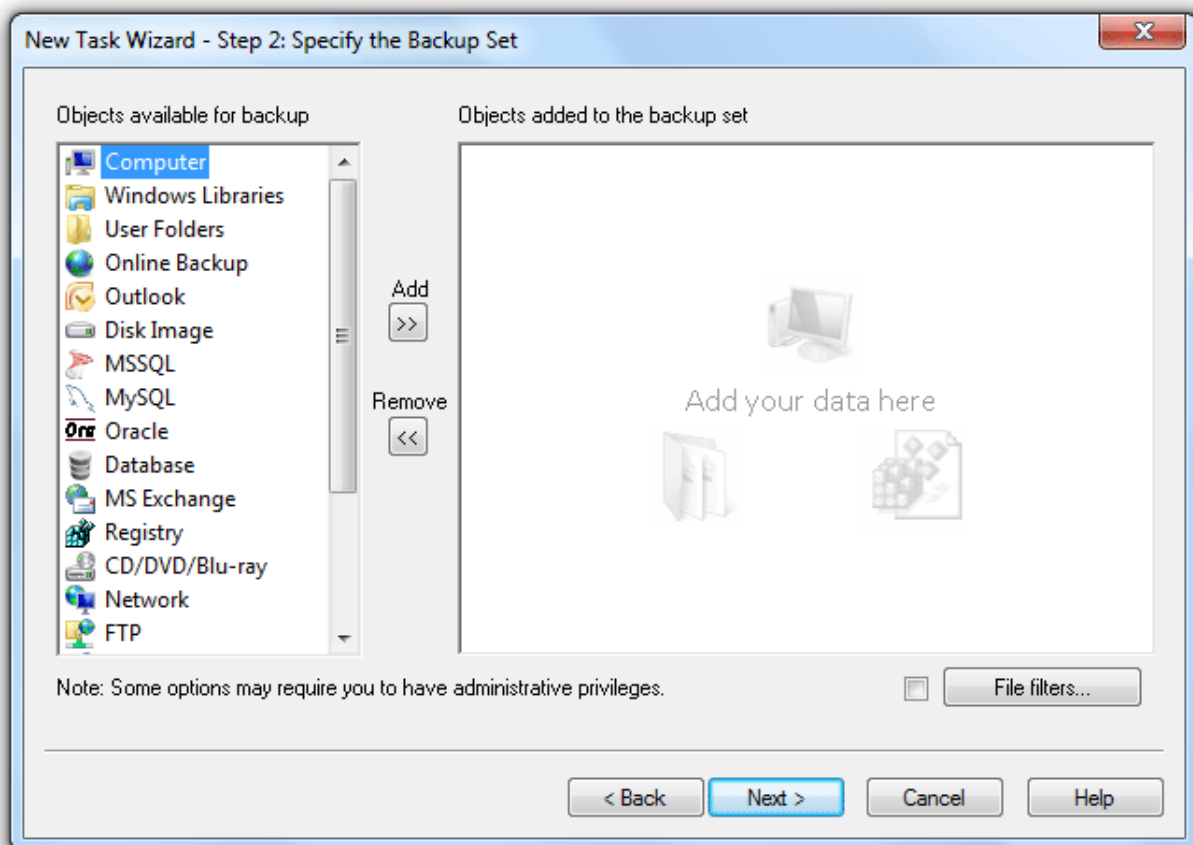 New Task Wizard - Step 2: Specify the Backup Set
X
Objects available for backup
Objects added to the backup set
Computer
Windows Libraries
User Folders
Online Backup
Outlook
Disk Image
MSSQL
MySQL
Ora Oracle
Database
MS Exchange
Registry
CD/DVD/Blu-ray
Network
FTP
Add
>>
Remove
<<
Add your data here
Note: Some options may require you to have administrative privileges.
File filters...
< Back
Next >
Cancel
Help